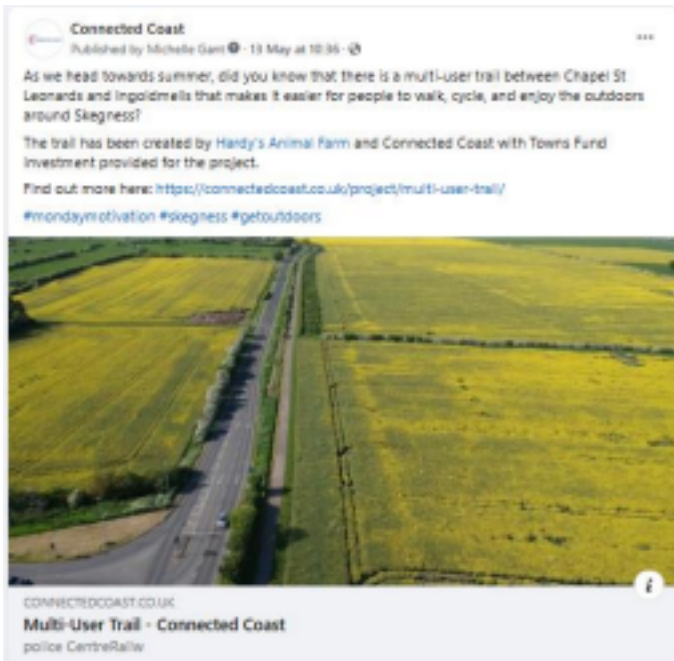 Connected Coast
Published by Michelle Gant · 13 May at 10:36 ·
As we head towards summer, did you know that there is a multi-user trail between Chapel St
Leonards and Ingoldmells that makes it easier for people to walk, cycle, and enjoy the outdoors
around Skegness?
The trail has been created by Hardy's Animal Farm and Connected Coast with Towns Fund
investment provided for the project.
Find out more here: https://connectedcoast.co.uk/project/multi-user-trail/
#mondaymotivation #skegness #getoutdoors
CONNECTEDCOAST.CO.UK
Multi-User Trail - Connected Coast
police CentreRailw